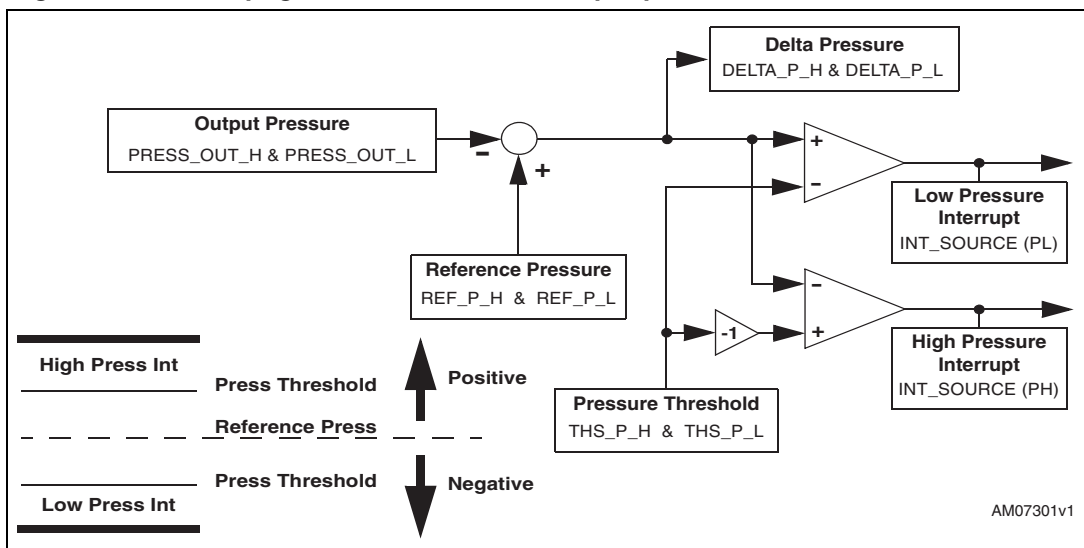 Delta Pressure
DELTA_P_H & DELTA_P_L
Output Pressure
PRESS_OUT_H & PRESS_OUT_L
-
+
+
-
Low Pressure
Interrupt
INT_SOURCE (PL)
Reference Pressure
REF_P_H & REF_P_L
-
+
-1
High Pressure
Interrupt
INT_SOURCE (PH)
Pressure Threshold
THS_P_H & THS_P_L
High Press Int
Press Threshold
Positive
Reference Press
Press Threshold
Negative
Low Press Int
AM07301v1